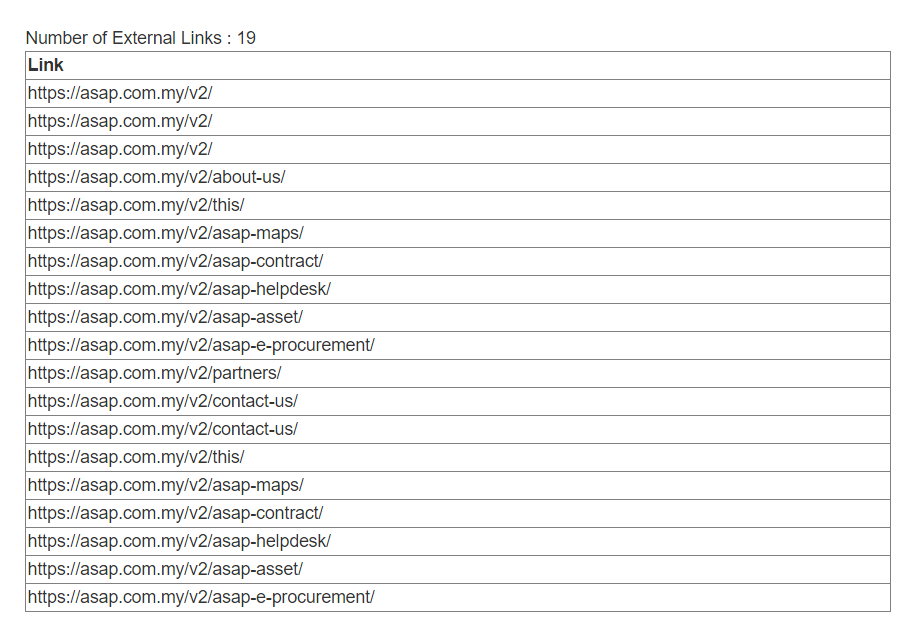 Number of External Links : 19
Link
https://asap.com.my/v2/
https://asap.com.my/v2/
https://asap.com.my/v2/
https://asap.com.my/v2/about-us/
https://asap.com.my/v2/this/
https://asap.com.my/v2/asap-maps/
https://asap.com.my/v2/asap-contract/
https://asap.com.my/v2/asap-helpdesk/
https://asap.com.my/v2/asap-asset/
https://asap.com.my/v2/asap-e-procurement/
https://asap.com.my/v2/partners/
https://asap.com.my/v2/contact-us/
https://asap.com.my/v2/contact-us/
https://asap.com.my/v2/this/
https://asap.com.my/v2/asap-maps/
https://asap.com.my/v2/asap-contract/
https://asap.com.my/v2/asap-helpdesk/
https://asap.com.my/v2/asap-asset/
https://asap.com.my/v2/asap-e-procurement/